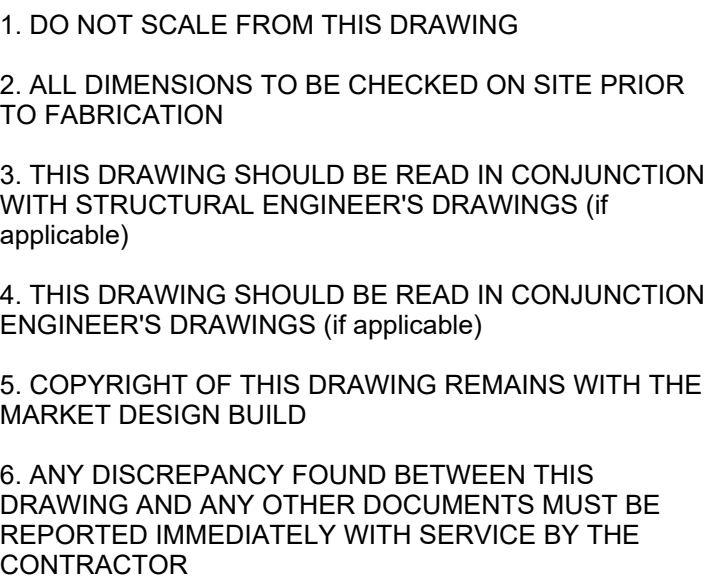 1. DO NOT SCALE FROM THIS DRAWING
2. ALL DIMENSIONS TO BE CHECKED ON SITE PRIOR
TO FABRICATION
3. THIS DRAWING SHOULD BE READ IN CONJUNCTION
WITH STRUCTURAL ENGINEER'S DRAWINGS (if
applicable)
4. THIS DRAWING SHOULD BE READ IN CONJUNCTION
ENGINEER'S DRAWINGS (if applicable)
5. COPYRIGHT OF THIS DRAWING REMAINS WITH THE
MARKET DESIGN BUILD
6. ANY DISCREPANCY FOUND BETWEEN THIS
DRAWING AND ANY OTHER DOCUMENTS MUST BE
REPORTED IMMEDIATELY WITH SERVICE BY THE
CONTRACTOR